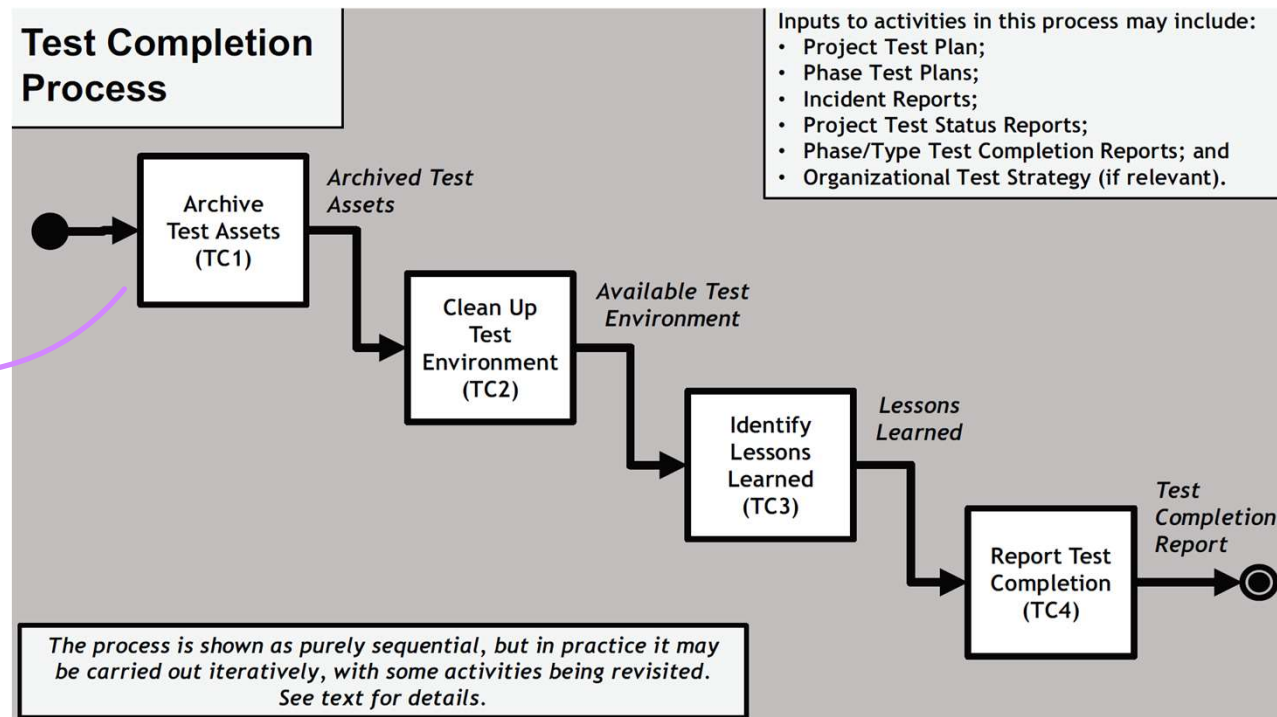 Test Completion
Process
Inputs to activities in this process may include:
• Project Test Plan;
• Phase Test Plans;
• Incident Reports;
• Project Test Status Reports;
• Phase/Type Test Completion Reports; and
• Organizational Test Strategy (if relevant).
Archive
Test Assets
(TC1)
Archived Test
Assets
Clean Up
Test
Environment
(TC2)
Available Test
Environment
Identify
Lessons
Learned
(TC3)
Lessons
Learned
Report Test
Completion
(TC4)
Test
Completion
Report
The process is shown as purely sequential, but in practice it may
be carried out iteratively, with some activities being revisited.
See text for details.